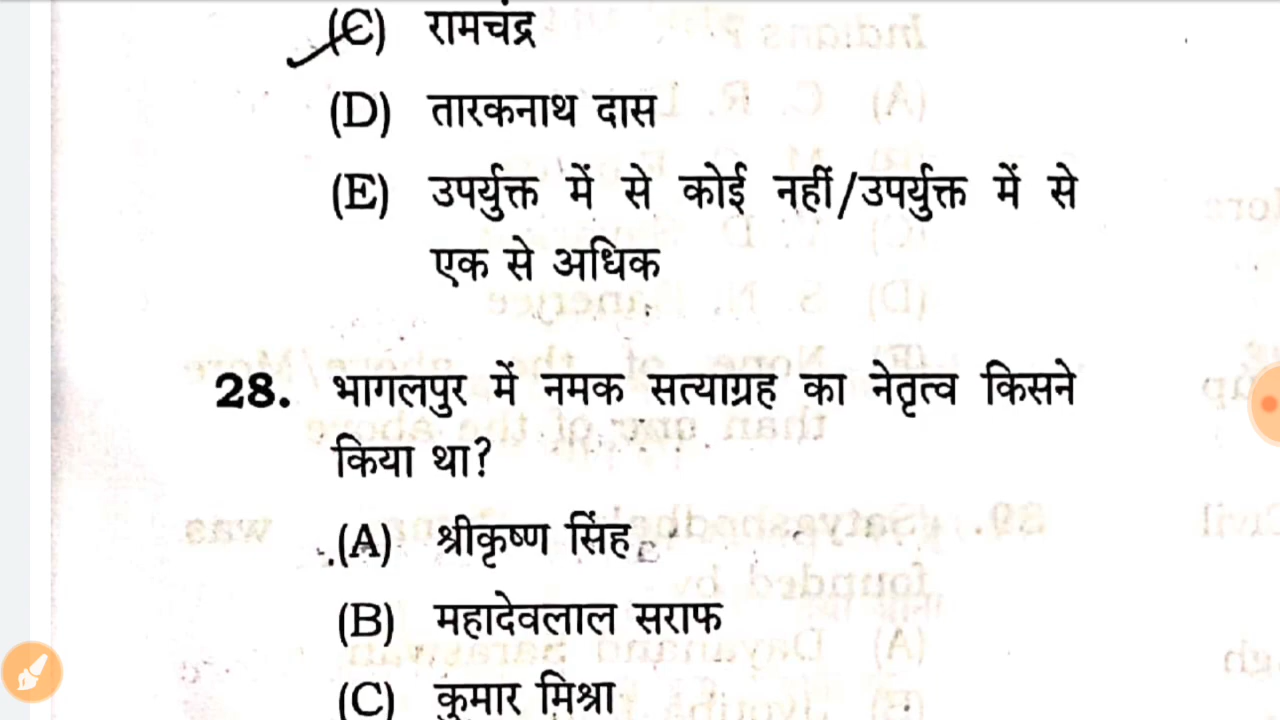 (C) रामचंद्र
(D) तारकनाथ दास
(E) उपर्युक्त में से कोई नहीं/उपर्युक्त में से
एक से अधिक
28. भागलपुर में नमक सत्याग्रह का नेतृत्व किसने
किया था?
(A) श्रीकृष्ण सिंह
(B) महादेवलाल सराफ
(C) कुमार मिश्रा